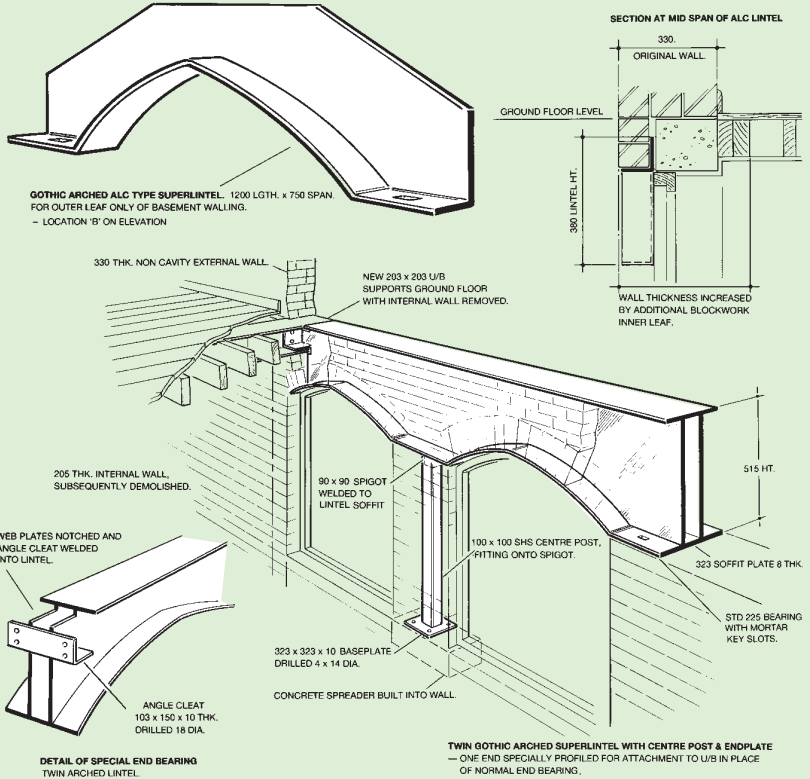 SECTION AT MID SPAN OF ALC LINTEL
330.
ORIGINAL WALL.
GROUND FLOOR LEVEL
380 LINTEL HT.
WALL THICKNESS INCREASED
BY ADDITIONAL BLOCKWORK
INNER LEAF.
GOTHIC ARCHED ALC TYPE SUPERLINTEL. 1200 LGTH. x 750 SPAN.
FOR OUTER LEAF ONLY OF BASEMENT WALLING.
– LOCATION 'B' ON ELEVATION
330 THK. NON CAVITY EXTERNAL WALL.
NEW 203 x 203 U/B
SUPPORTS GROUND FLOOR
WITH INTERNAL WALL REMOVED.
515 HT.
205 THK. INTERNAL WALL,
SUBSEQUENTLY DEMOLISHED.
90 x 90 SPIGOT
WELDED TO
LINTEL SOFFIT
100 x 100 SHS CENTRE POST,
FITTING ONTO SPIGOT.
323 SOFFIT PLATE 8 THK.
STD 225 BEARING
WITH MORTAR
KEY SLOTS.
WEB PLATES NOTCHED AND
ANGLE CLEAT WELDED
INTO LINTEL.
323 x 323 x 10 BASEPLATE
DRILLED 4 x 14 DIA.
CONCRETE SPREADER BUILT INTO WALL.
ANGLE CLEAT
103 x 150 x 10 THK.
DRILLED 18 DIA.
DETAIL OF SPECIAL END BEARING
TWIN ARCHED LINTEL.
TWIN GOTHIC ARCHED SUPERLINTEL WITH CENTRE POST & ENDPLATE
— ONE END SPECIALLY PROFILED FOR ATTACHMENT TO U/B IN PLACE
OF NORMAL END BEARING.